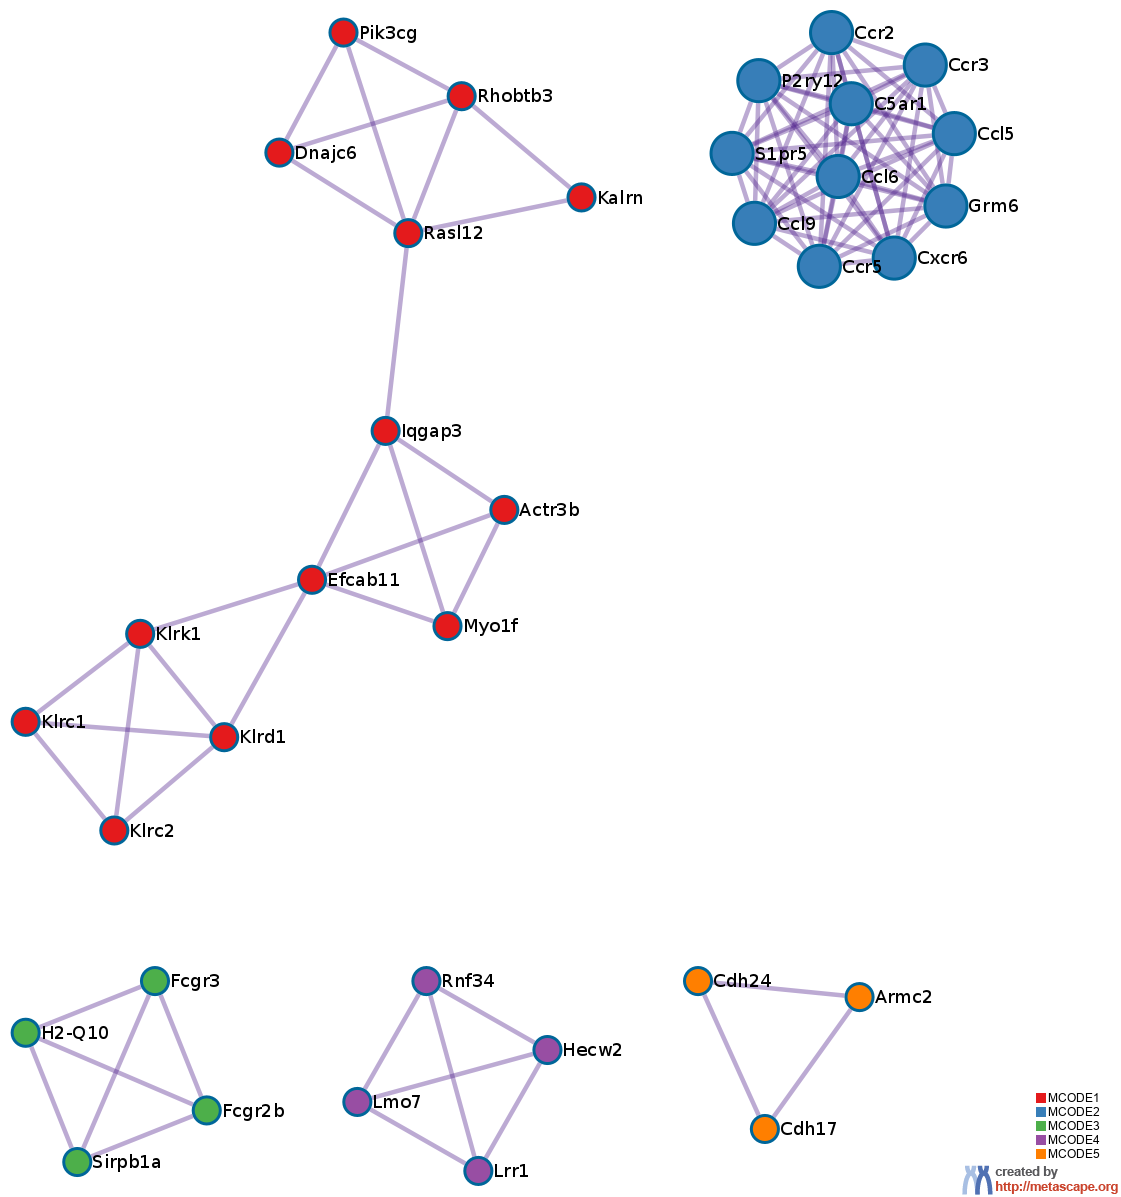 Pik3cg
Rhobtb3
Dnajc6
Kalrn
Rasl12
Iqgap3
Actr3b
Efcab11
Myo1f
Klrk1
Klrc1
Klrd1
Klrc2
Ccr2
Ccr3
P2ry12
C5ar1
Ccl5
S1pr5
Ccl6
Grm6
Ccl9
Cxcr6
Ccr5
Fcgr3
H2-Q10
Fcgr2b
Sirpb1a
Rnf34
Hecw2
Lmo7
Lrr1
Cdh24
Armc2
Cdh17
MCODE1
MCODE2
MCODE3
MCODE4
MCODE5
created by
http://metascape.org